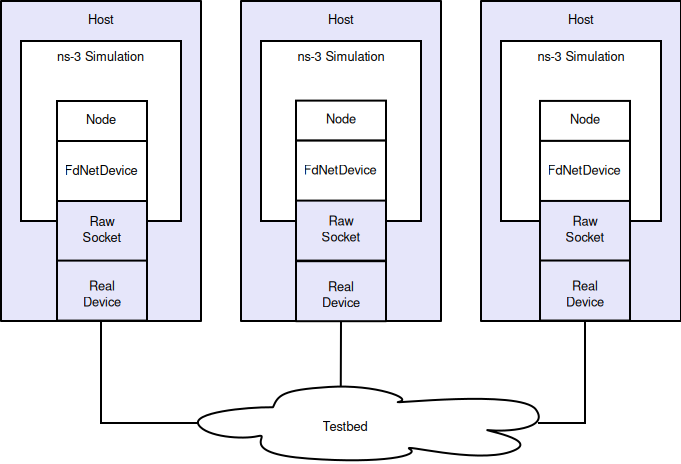 Host
ns-3 Simulation
Node
FdNetDevice
Raw
Socket
Real
Device
Host
ns-3 Simulation
Node
FdNetDevice
Raw
Socket
Real
Device
Host
ns-3 Simulation
Node
FdNetDevice
Raw
Socket
Real
Device
Testbed